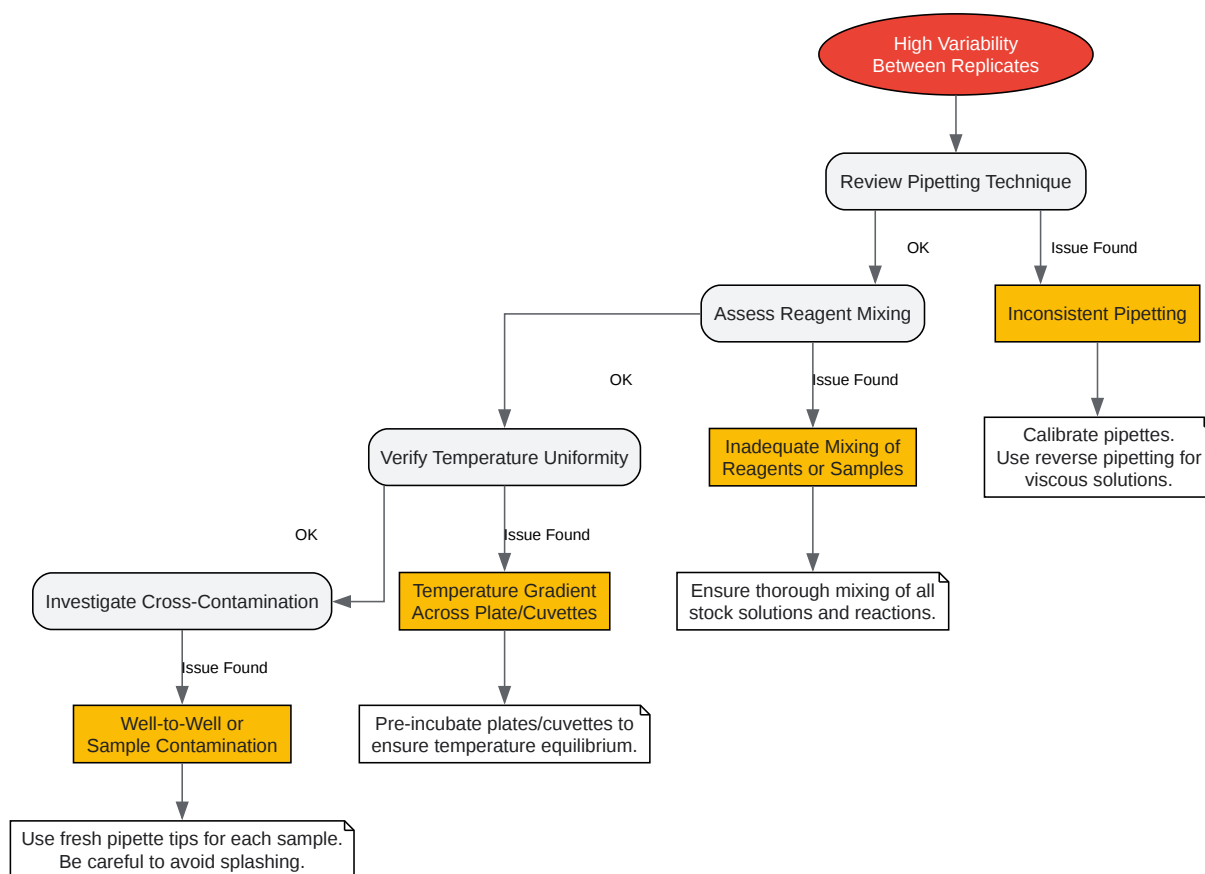 High Variability
Between Replicates
Review Pipetting Technique
OK
Issue Found
Assess Reagent Mixing
Inconsistent Pipetting
OK
Issue Found
Calibrate pipettes.
Use reverse pipetting for
viscous solutions.
Verify Temperature Uniformity
Inadequate Mixing of
Reagents or Samples
OK
Issue Found
Investigate Cross-Contamination
Temperature Gradient
Across Plate/Cuvettes
Ensure thorough mixing of all
stock solutions and reactions.
Issue Found
Well-to-Well or
Sample Contamination
Pre-incubate plates/cuvettes to
ensure temperature equilibrium.
Use fresh pipette tips for each sample.
Be careful to avoid splashing.